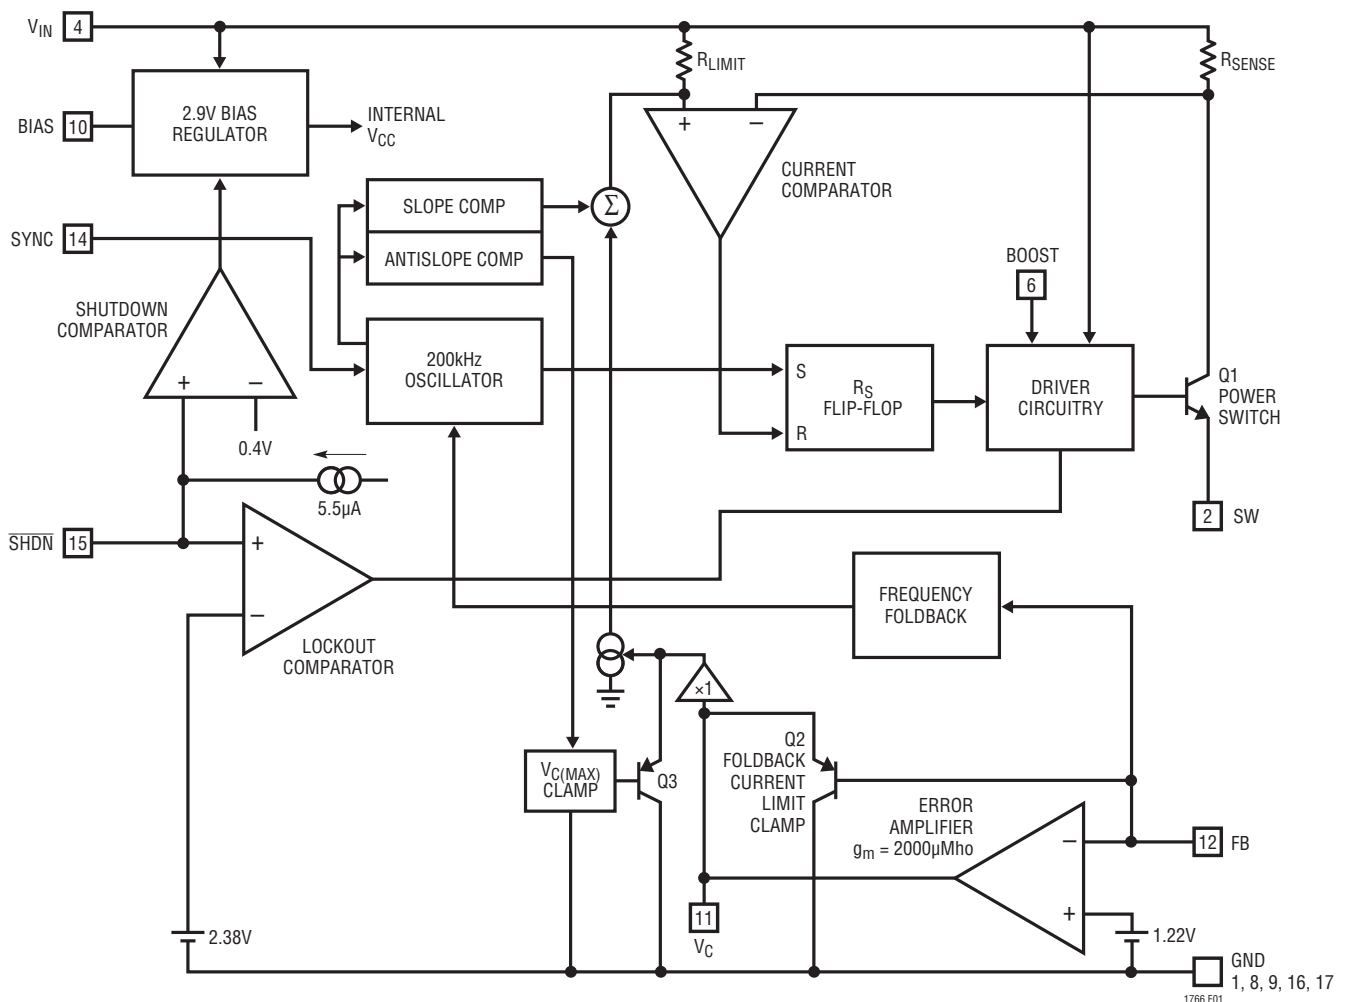 VIN 4
RLIMIT
RSENSE
2.9V BIAS
REGULATOR
INTERNAL
VCC
BIAS 10
+ −
CURRENT
COMPARATOR
SLOPE COMP
Σ
ANTISLOPE COMP
SYNC 14
BOOST
6
SHUTDOWN
COMPARATOR
+ −
0.4V
200kHz
OSCILLATOR
S
R
RS
FLIP-FLOP
DRIVER
CIRCUITRY
Q1
POWER
SWITCH
5.5µA
2 SW
SHDN 15
+
−
LOCKOUT
COMPARATOR
FREQUENCY
FOLDBACK
×1
VC(MAX)
CLAMP
Q3
Q2
FOLDBACK
CURRENT
LIMIT
CLAMP
ERROR
AMPLIFIER
gm = 2000µMho
−
+
12 FB
11
VC
2.38V
1.22V
GND
1, 8, 9, 16, 17
1766 F01